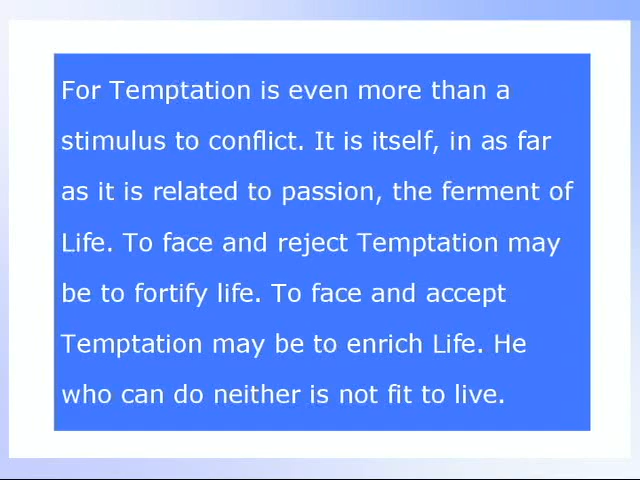 For Temptation is even more than a
stimulus to conflict. It is itself, in as far
as it is related to passion, the ferment of
Life. To face and reject Temptation may
be to fortify life. To face and accept
Temptation may be to enrich Life. He
who can do neither is not fit to live.